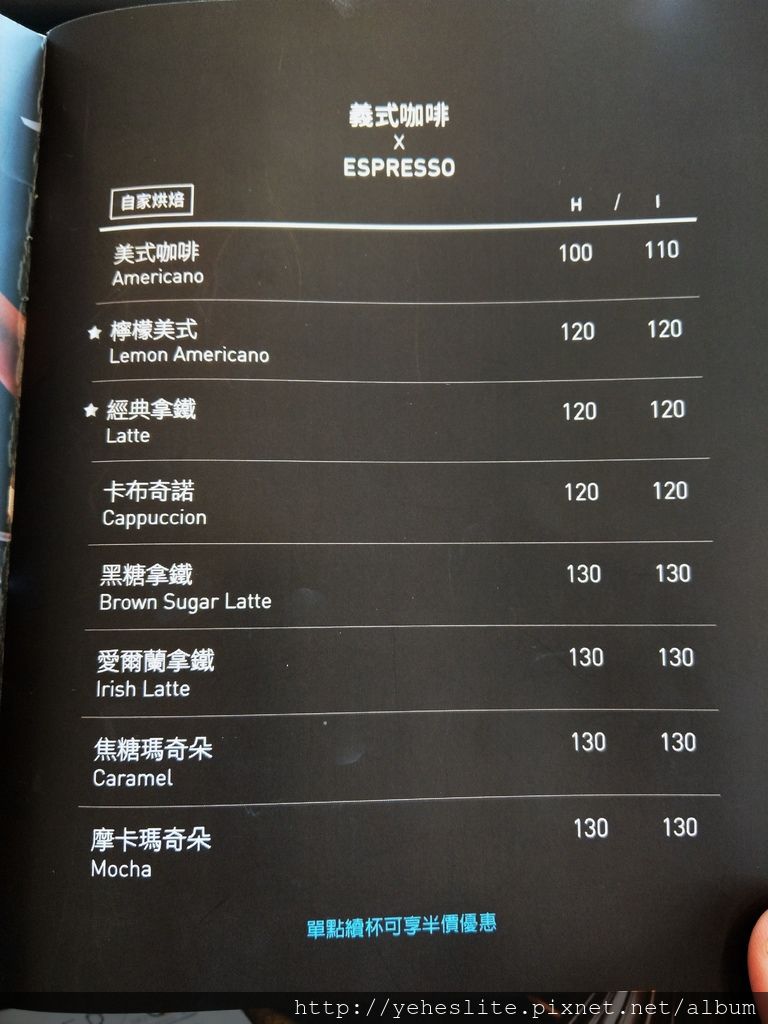 義式咖啡
X
ESPRESSO
自家烘焙 H / I
美式咖啡 100 110
Americano
★ 檸檬美式 120 120
Lemon Americano
★ 經典拿鐵 120 120
Latte
卡布奇諾 120 120
Cappuccion
黑糖拿鐵 130 130
Brown Sugar Latte
愛爾蘭拿鐵 130 130
Irish Latte
焦糖瑪奇朵 130 130
Caramel
摩卡瑪奇朵 130 130
Mocha
單點續杯可享半價優惠
http://yeheslite.pixnet.net/album